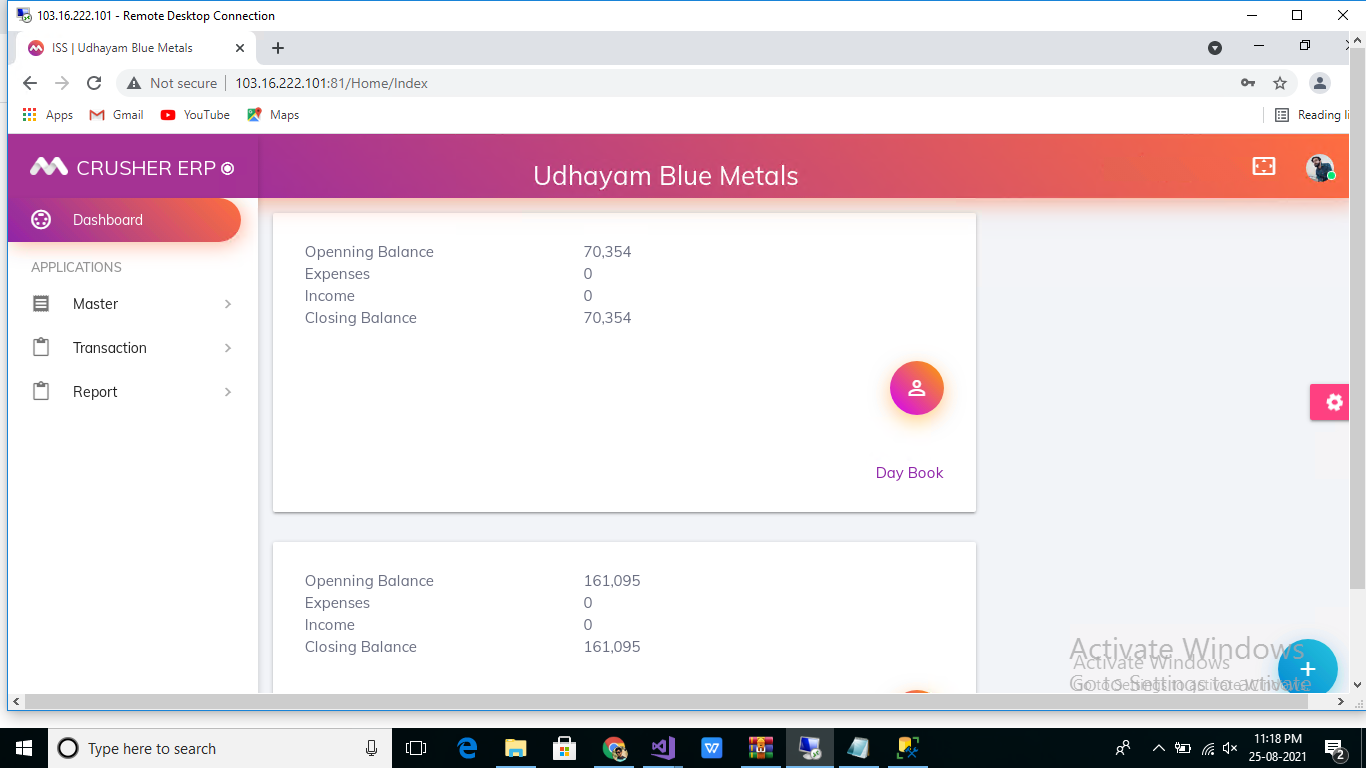 103.16.222.101 - Remote Desktop Connection
ISS | Udhayam Blue Metals
Not secure | 103.16.222.101:81/Home/Index
Apps Gmail YouTube Maps Reading li
CRUSHER ERP
Udhayam Blue Metals
Dashboard
APPLICATIONS
Master
Transaction
Report
Openning Balance 70,354
Expenses 0
Income 0
Closing Balance 70,354
Day Book
Openning Balance 161,095
Expenses 0
Income 0
Closing Balance 161,095
Activate Windows
Activate Windows
Go to Settings to activate
Go to Settings to activate Windows.
Type here to search
11:18 PM
25-08-2021
2